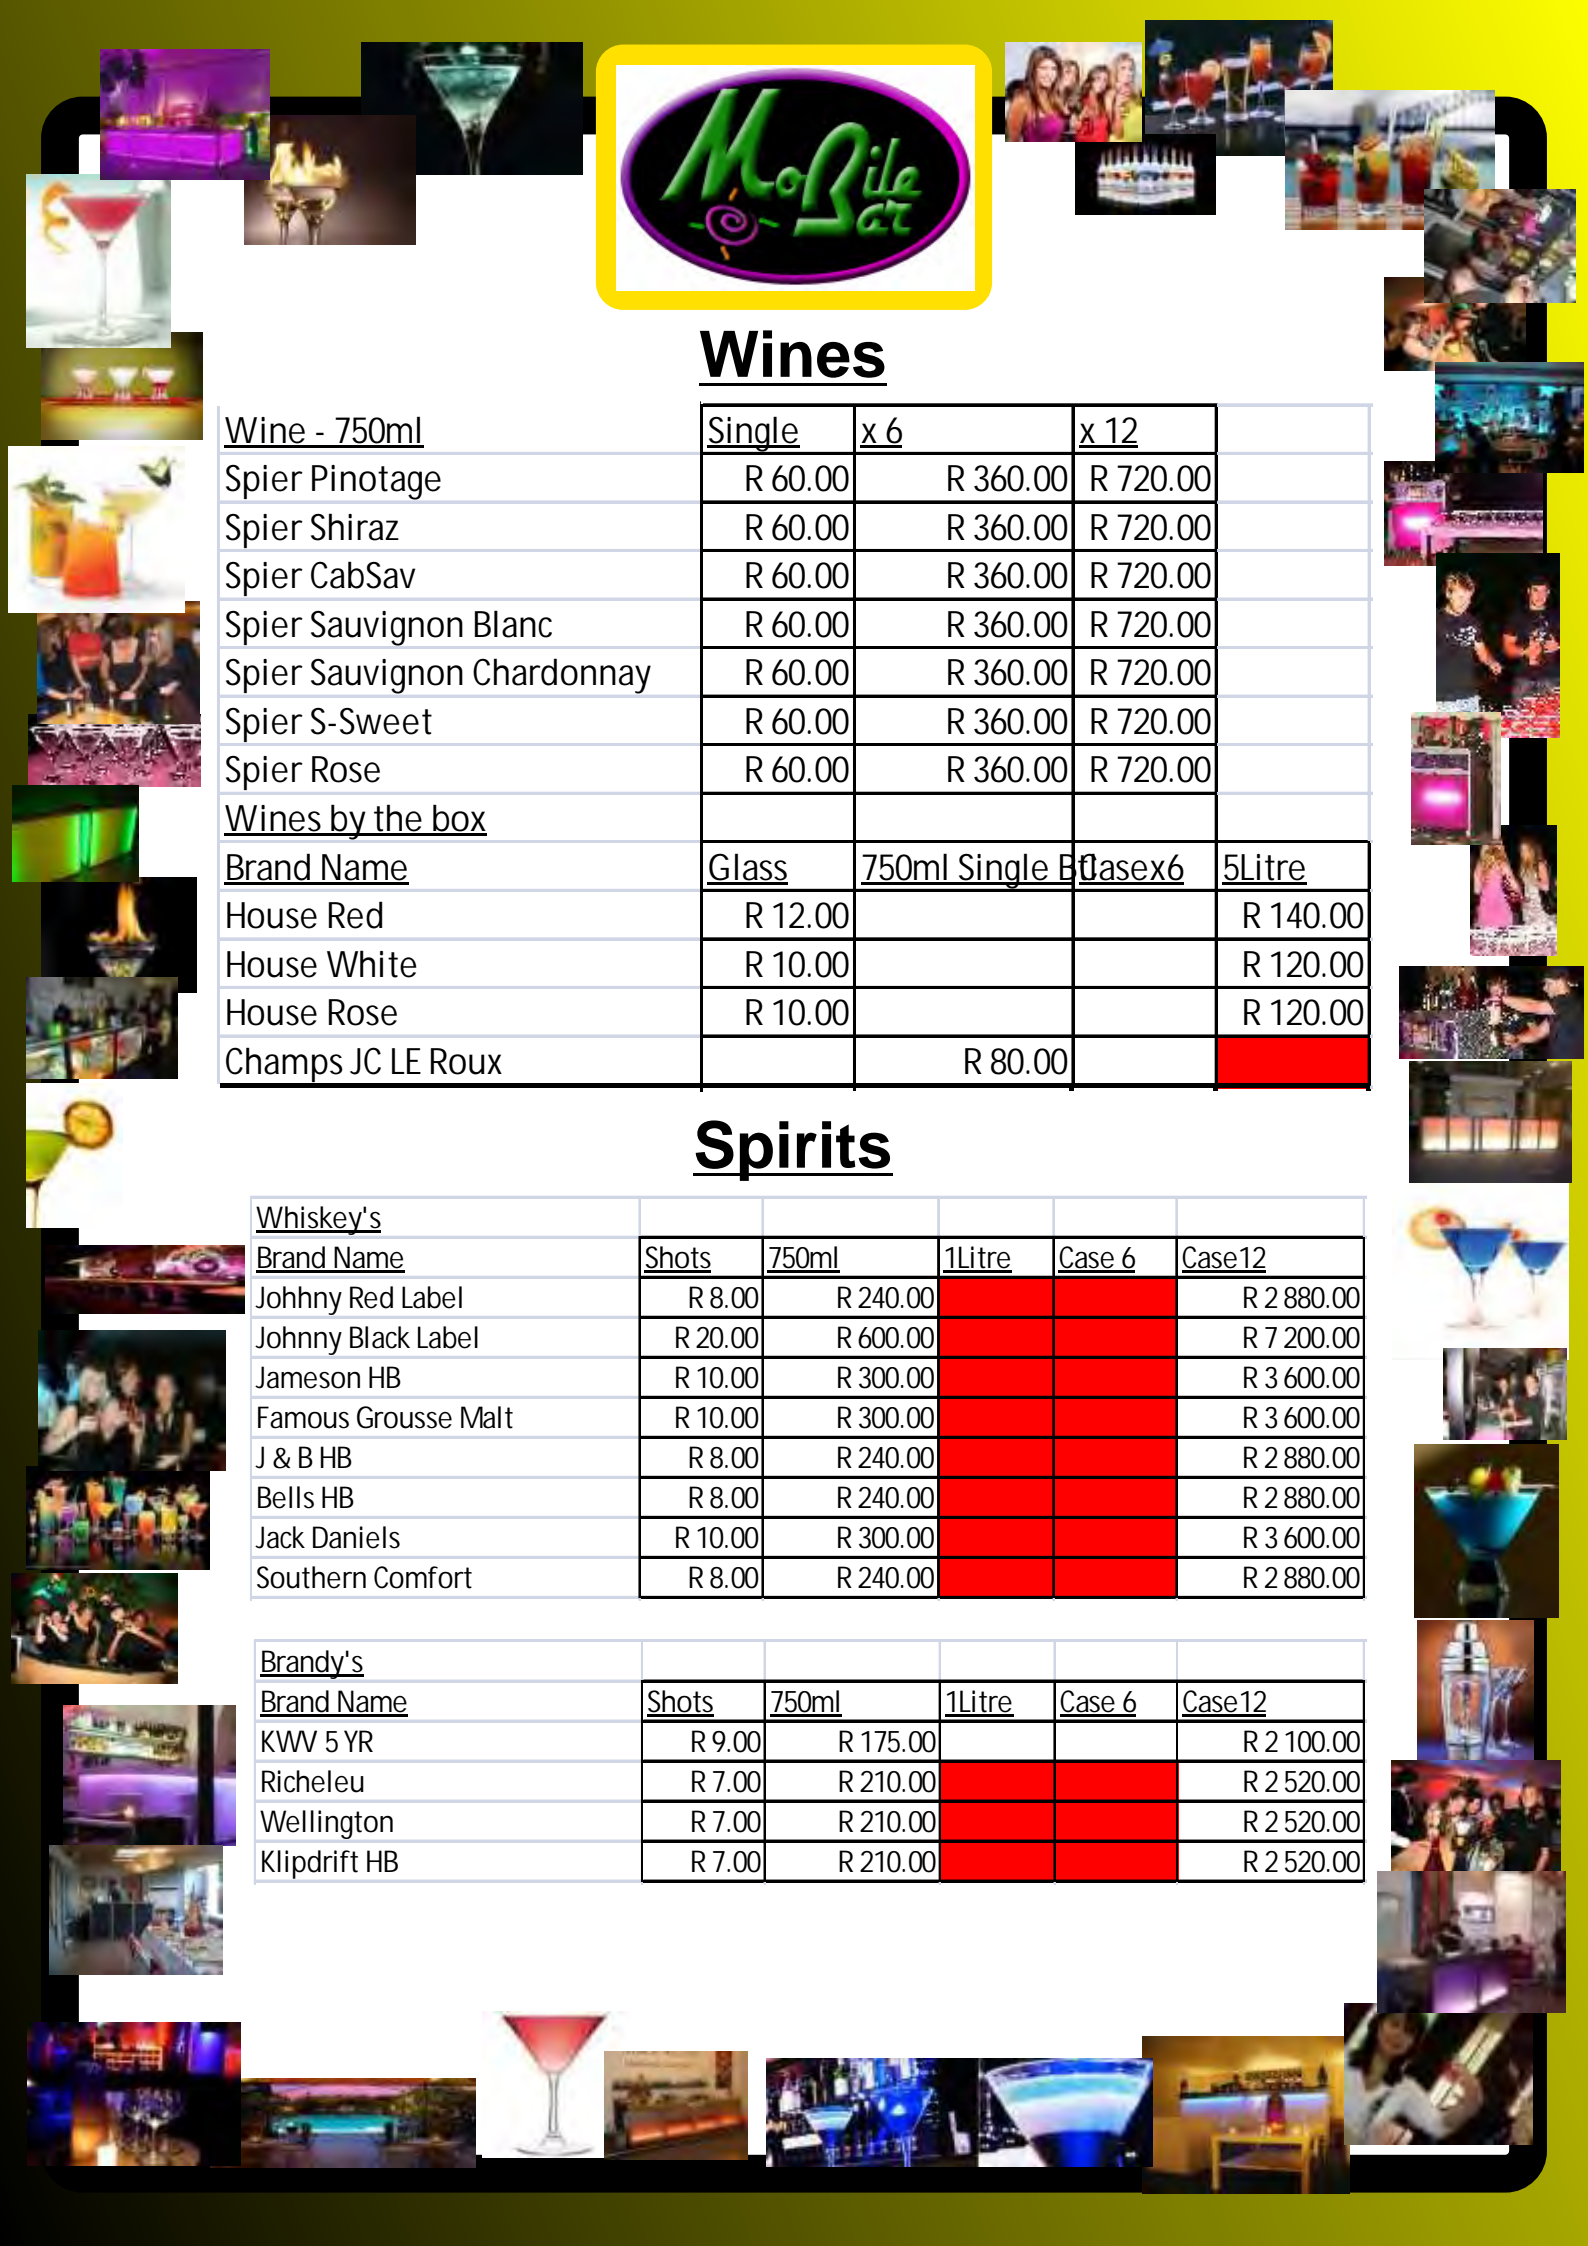 MoBile
Bar
Wines
Wine - 750ml Single x 6 x 12
Spier Pinotage R 60.00 R 360.00 R 720.00
Spier Shiraz R 60.00 R 360.00 R 720.00
Spier CabSav R 60.00 R 360.00 R 720.00
Spier Sauvignon Blanc R 60.00 R 360.00 R 720.00
Spier Sauvignon Chardonnay R 60.00 R 360.00 R 720.00
Spier S-Sweet R 60.00 R 360.00 R 720.00
Spier Rose R 60.00 R 360.00 R 720.00
Wines by the box
Brand Name Glass 750ml Single Btl Casex6 5Litre
House Red R 12.00 R 140.00
House White R 10.00 R 120.00
House Rose R 10.00 R 120.00
Champs JC LE Roux R 80.00
Spirits
Whiskey's
Brand Name Shots 750ml 1Litre Case 6 Case12
Johhny Red Label R 8.00 R 240.00 R 2 880.00
Johnny Black Label R 20.00 R 600.00 R 7 200.00
Jameson HB R 10.00 R 300.00 R 3 600.00
Famous Grousse Malt R 10.00 R 300.00 R 3 600.00
J & B HB R 8.00 R 240.00 R 2 880.00
Bells HB R 8.00 R 240.00 R 2 880.00
Jack Daniels R 10.00 R 300.00 R 3 600.00
Southern Comfort R 8.00 R 240.00 R 2 880.00
Brandy's
Brand Name Shots 750ml 1Litre Case 6 Case12
KWV 5 YR R 9.00 R 175.00 R 2 100.00
Richeleu R 7.00 R 210.00 R 2 520.00
Wellington R 7.00 R 210.00 R 2 520.00
Klipdrift HB R 7.00 R 210.00 R 2 520.00